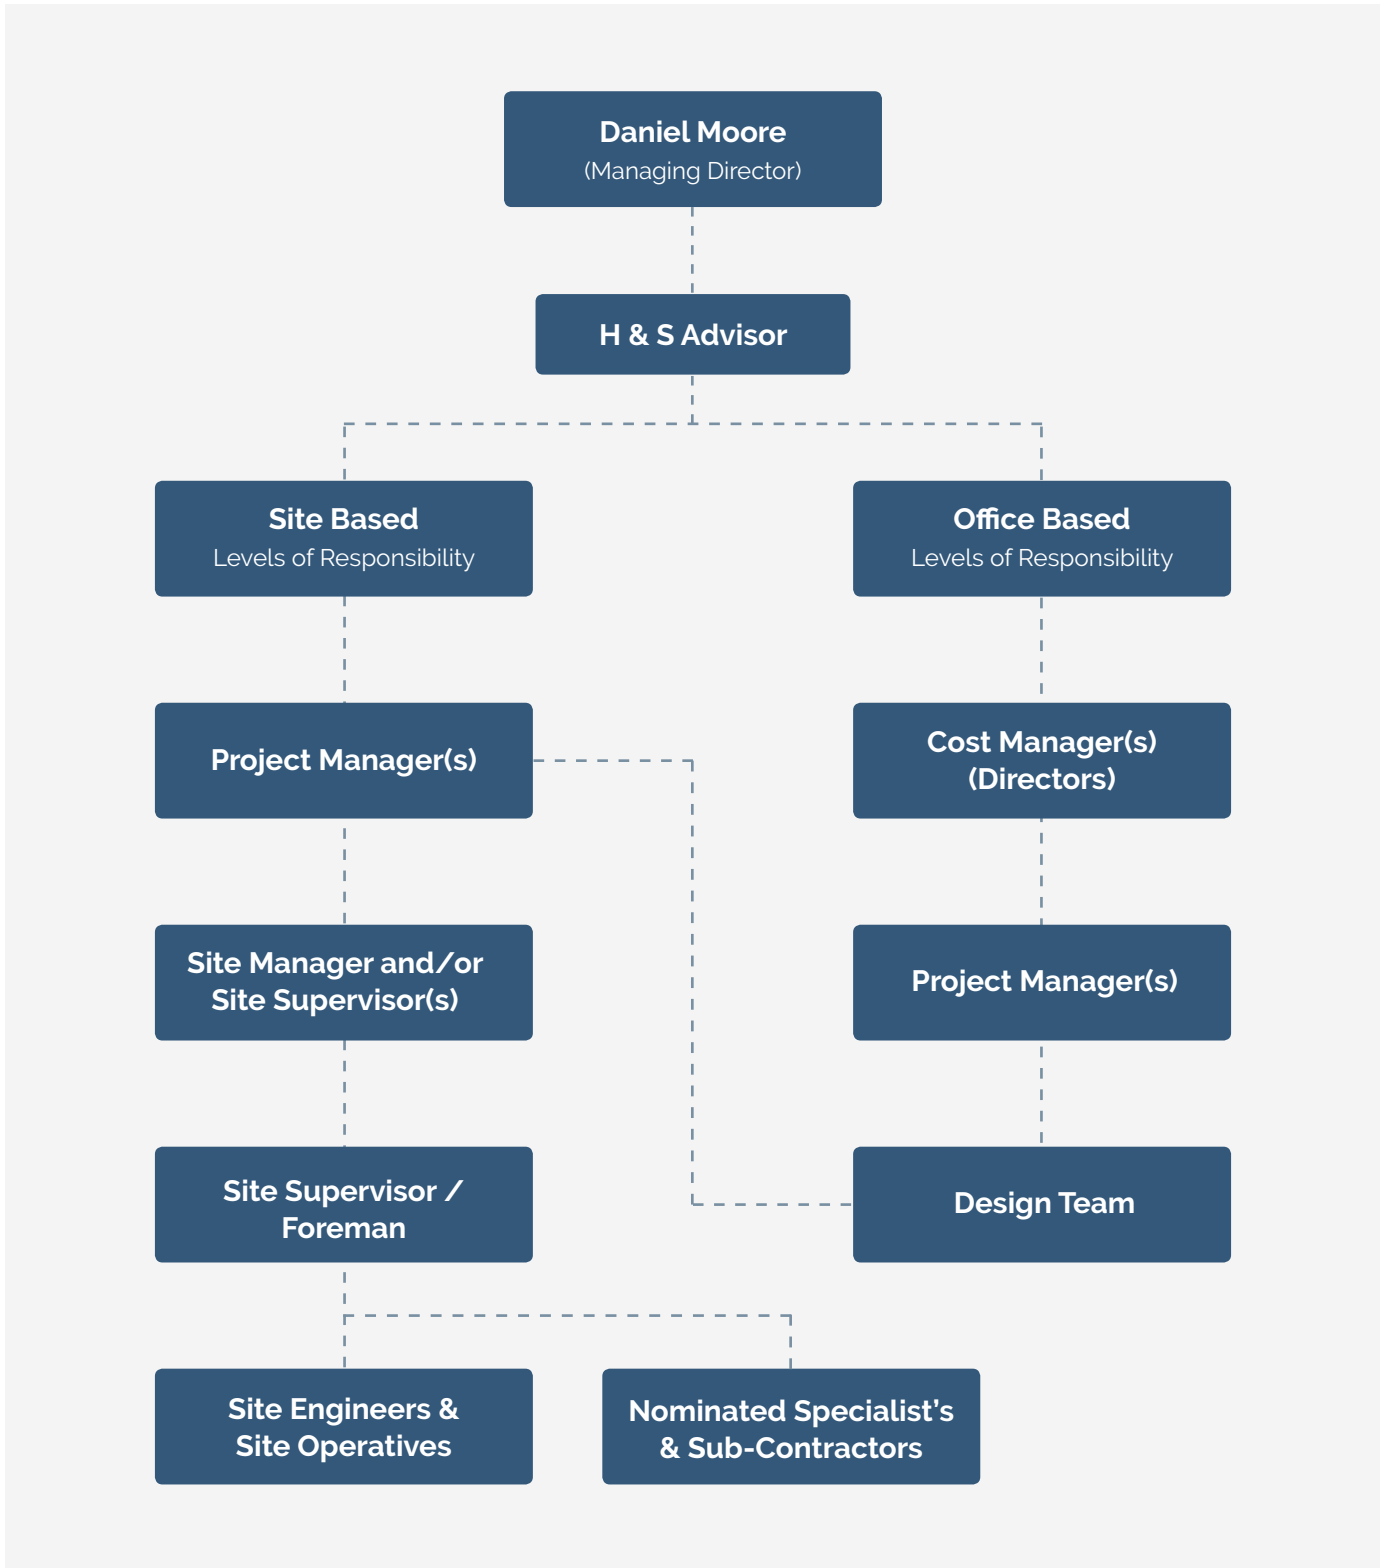 Daniel Moore
(Managing Director)
H & S Advisor
Site Based
Levels of Responsibility
Office Based
Levels of Responsibility
Project Manager(s)
Cost Manager(s)
(Directors)
Site Manager and/or
Site Supervisor(s)
Project Manager(s)
Site Supervisor /
Foreman
Design Team
Site Engineers &
Site Operatives
Nominated Specialist’s
& Sub-Contractors